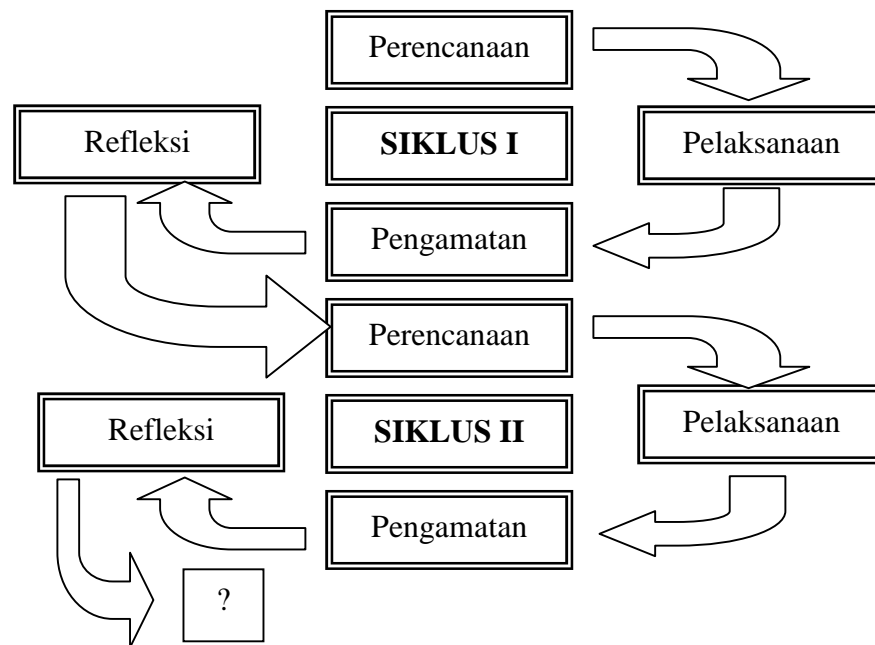 Perencanaan
Refleksi
SIKLUS I
Pelaksanaan
Pengamatan
Perencanaan
Refleksi
SIKLUS II
Pelaksanaan
Pengamatan
?